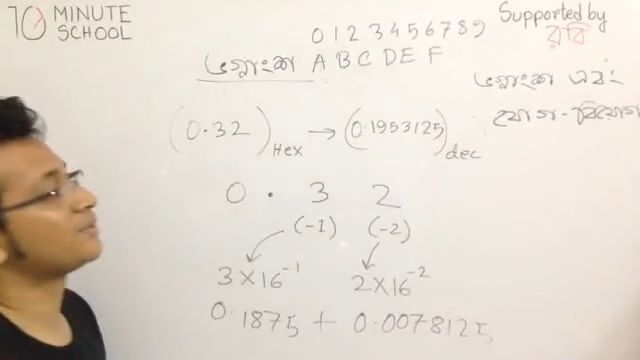 10 MINUTE
SCHOOL
Supported by
রবি
0 1 2 3 4 5 6 7 8 9
ভগ্নাংশ A B C D E F
ভগ্নাংশ এবং
যোগ-বিয়োগ
(0.32)Hex → (0.1953125)dec
0 . 3 2
(-1) (-2)
3×16⁻¹ 2×16⁻²
0.1875 + 0.0078125